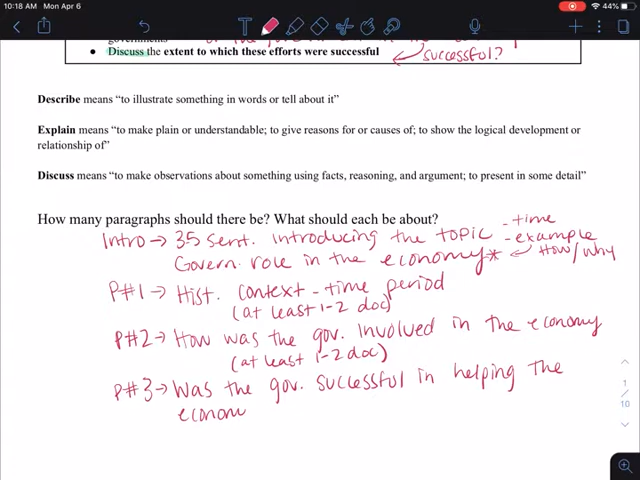 10:18 AM Mon Apr 6
44%
• Discuss the extent to which these efforts were successful
successful?
Describe means "to illustrate something in words or tell about it"
Explain means "to make plain or understandable; to give reasons for or causes of; to show the logical development or
relationship of"
Discuss means "to make observations about something using facts, reasoning, and argument; to present in some detail"
How many paragraphs should there be? What should each be about?
- time
Intro → 3-5 sent. introducing the topic - example
Govern. role in the economy* ← How/Why
P#1 → Hist. context - time period
(at least 1-2 doc)
P#2 → How was the gov. involved in the economy
(at least 1-2 doc)
P#3 → Was the gov. successful in helping the
econom
1
/
10